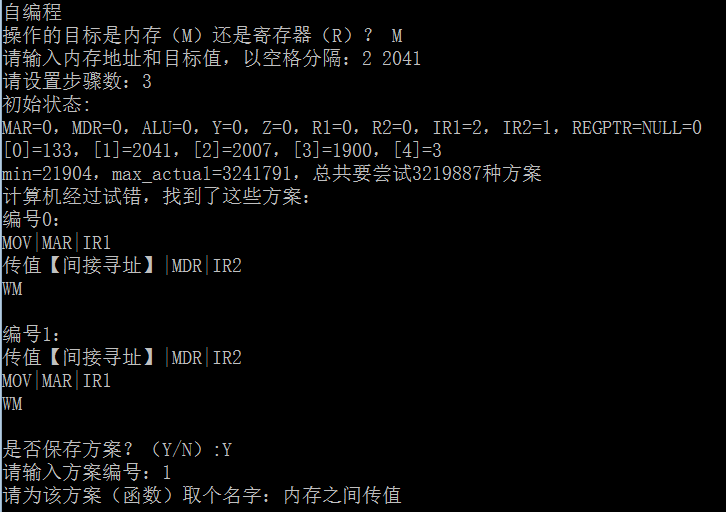 自编程
操作的目标是内存（M）还是寄存器（R）？ M
请输入内存地址和目标值，以空格分隔：2 2041
请设置步骤数：3
初始状态:
MAR=0, MDR=0, ALU=0, Y=0, Z=0, R1=0, R2=0, IR1=2, IR2=1, REGPTR=NULL=0
[0]=133, [1]=2041, [2]=2007, [3]=1900, [4]=3
min=21904, max_actual=3241791, 总共要尝试3219887种方案
计算机经过试错，找到了这些方案:
编号0:
MOV|MAR|IR1
传值【间接寻址】|MDR|IR2
WM
编号1:
传值【间接寻址】|MDR|IR2
MOV|MAR|IR1
WM
是否保存方案？（Y/N）:Y
请输入方案编号：1
请为该方案（函数）取个名字：内存之间传值